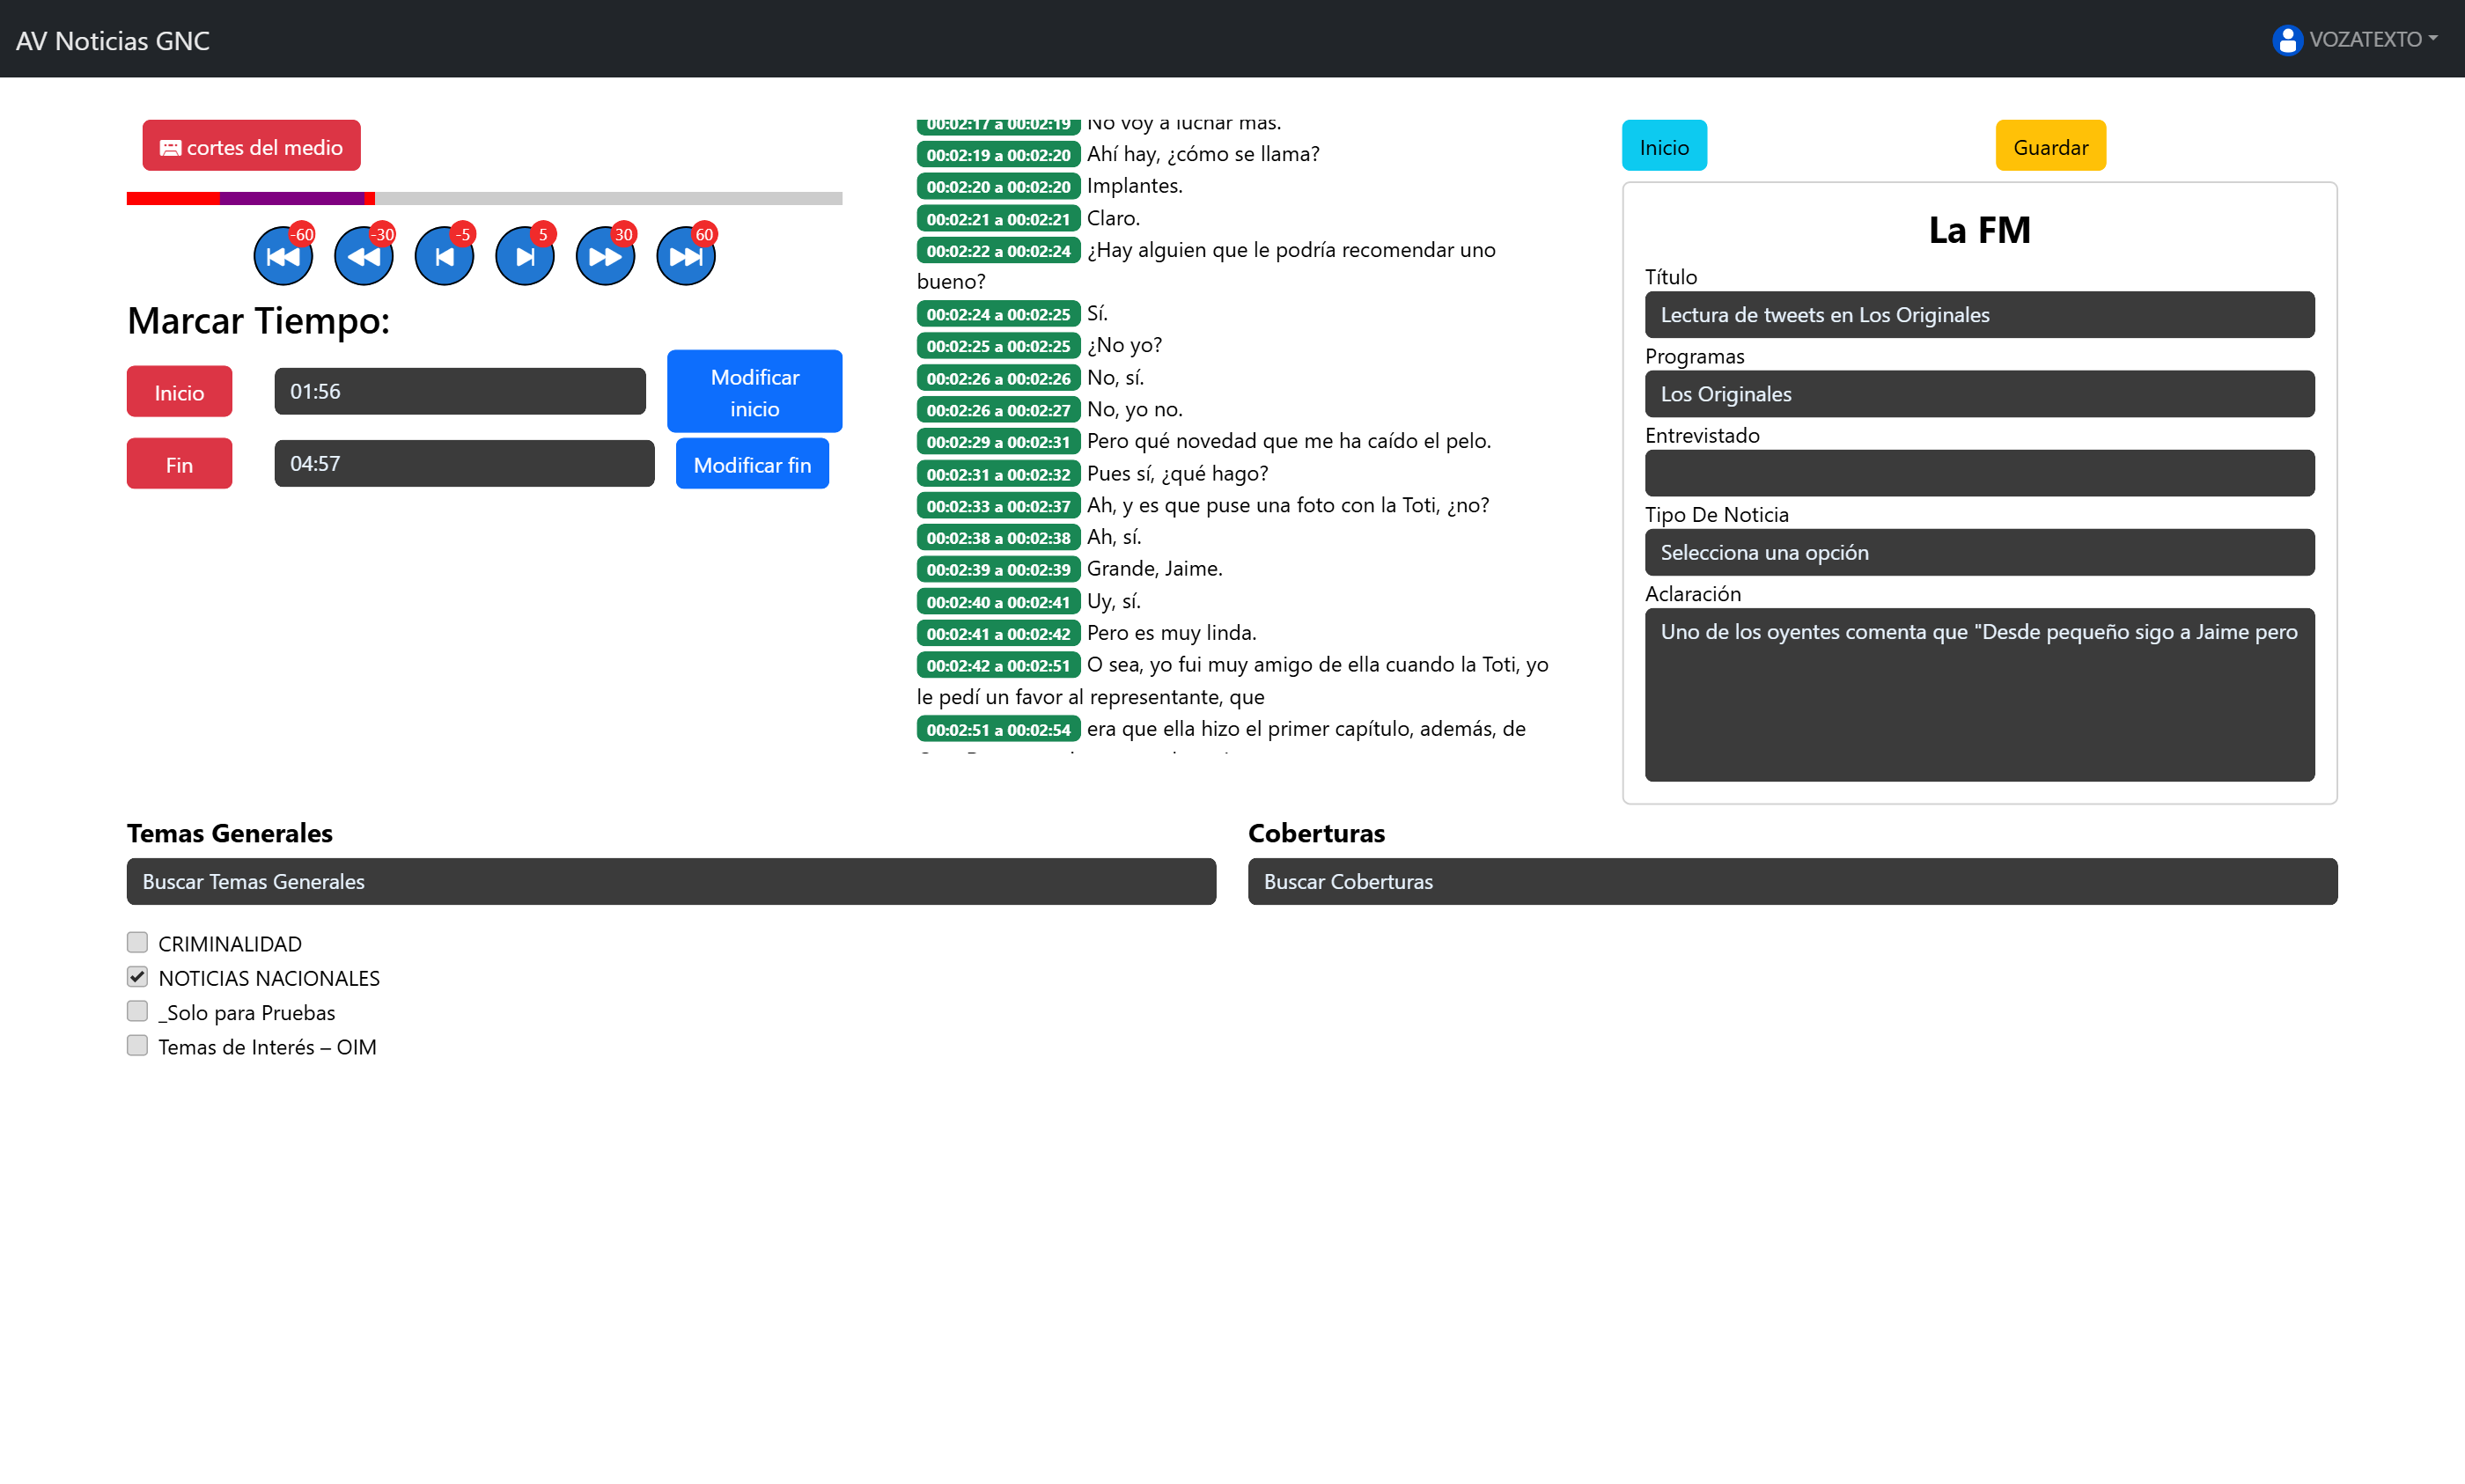 AV Noticias GNC
VOZATEXTO
cortes del medio
-60
-30
-5
5
30
60
Marcar Tiempo:
Inicio
01:56
Modificar
inicio
Fin
04:57
Modificar fin
00:02:17 a 00:02:19 No voy a luchar más.
00:02:19 a 00:02:20 Ahí hay, ¿cómo se llama?
00:02:20 a 00:02:20 Implantes.
00:02:21 a 00:02:21 Claro.
00:02:22 a 00:02:24 ¿Hay alguien que le podría recomendar uno
bueno?
00:02:24 a 00:02:25 Sí.
00:02:25 a 00:02:25 ¿No yo?
00:02:26 a 00:02:26 No, sí.
00:02:26 a 00:02:27 No, yo no.
00:02:29 a 00:02:31 Pero qué novedad que me ha caído el pelo.
00:02:31 a 00:02:32 Pues sí, ¿qué hago?
00:02:33 a 00:02:37 Ah, y es que puse una foto con la Toti, ¿no?
00:02:38 a 00:02:38 Ah, sí.
00:02:39 a 00:02:39 Grande, Jaime.
00:02:40 a 00:02:41 Uy, sí.
00:02:41 a 00:02:42 Pero es muy linda.
00:02:42 a 00:02:51 O sea, yo fui muy amigo de ella cuando la Toti, yo
le pedí un favor al representante, que
00:02:51 a 00:02:54 era que ella hizo el primer capítulo, además, de
Inicio
Guardar
La FM
Título
Lectura de tweets en Los Originales
Programas
Los Originales
Entrevistado
Tipo De Noticia
Selecciona una opción
Aclaración
Uno de los oyentes comenta que "Desde pequeño sigo a Jaime pero
Temas Generales
Buscar Temas Generales
CRIMINALIDAD
NOTICIAS NACIONALES
_Solo para Pruebas
Temas de Interés – OIM
Coberturas
Buscar Coberturas